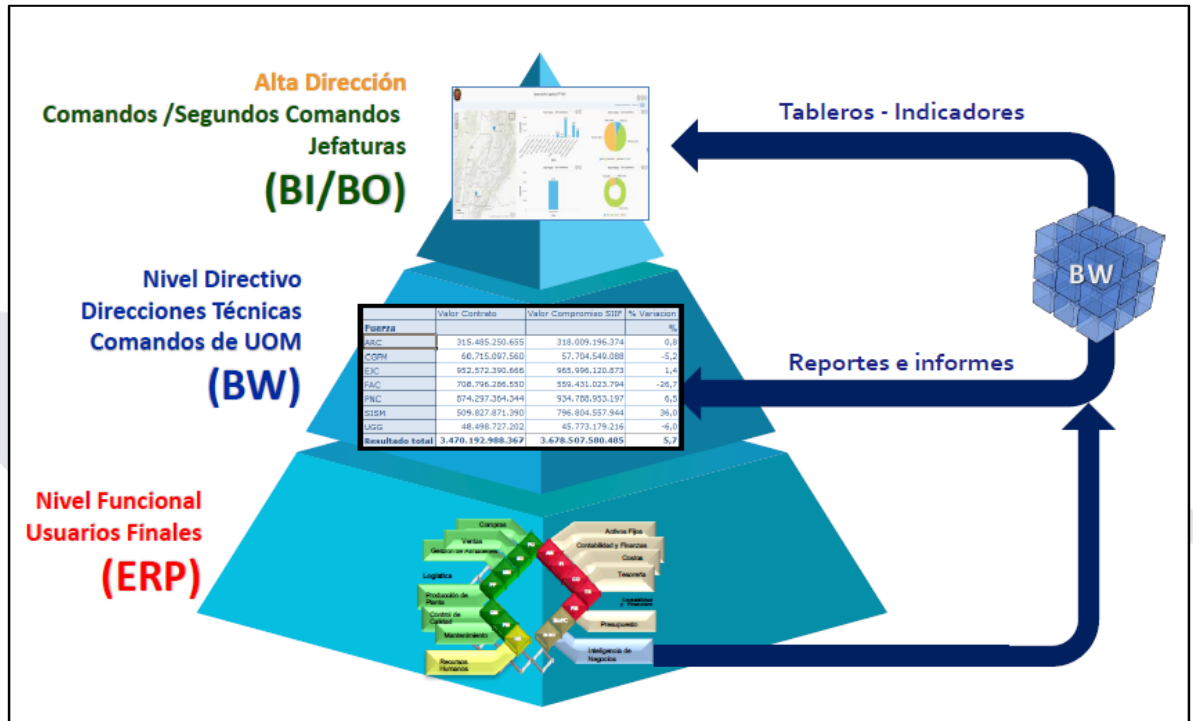 Alta Dirección
Comandos /Segundos Comandos
Jefaturas
(BI/BO)
Tableros - Indicadores
BW
Nivel Directivo
Direcciones Técnicas
Comandos de UOM
(BW)
Valor Contrato Valor Compromiso SIIF % Variacion
Fuerza %
ARC 315.485.250.655 318.009.196.374 0,8
CGFM 60.715.097.560 57.704.549.088 -5,2
EJC 952.572.390.666 965.996.120.873 1,4
FAC 708.796.286.550 559.431.023.794 -26,7
PNC 874.297.364.344 934.788.953.197 6,5
SISM 509.827.871.390 796.804.557.944 36,0
UGG 48.498.727.202 45.773.179.216 -6,0
Resultado total 3.470.192.988.367 3.678.507.580.485 5,7
Reportes e informes
Nivel Funcional
Usuarios Finales
(ERP)
Compras
Ventas
Gestion de Almacenes
Logística
Producción de
Planta
Control de
Calidad
Mantenimiento
Recursos
Humanos
Activos Fijos
Contabilidad y Finanzas
Costos
Tesorería
Contabilidad
y Financiero
Presupuesto
Inteligencia de
Negocios